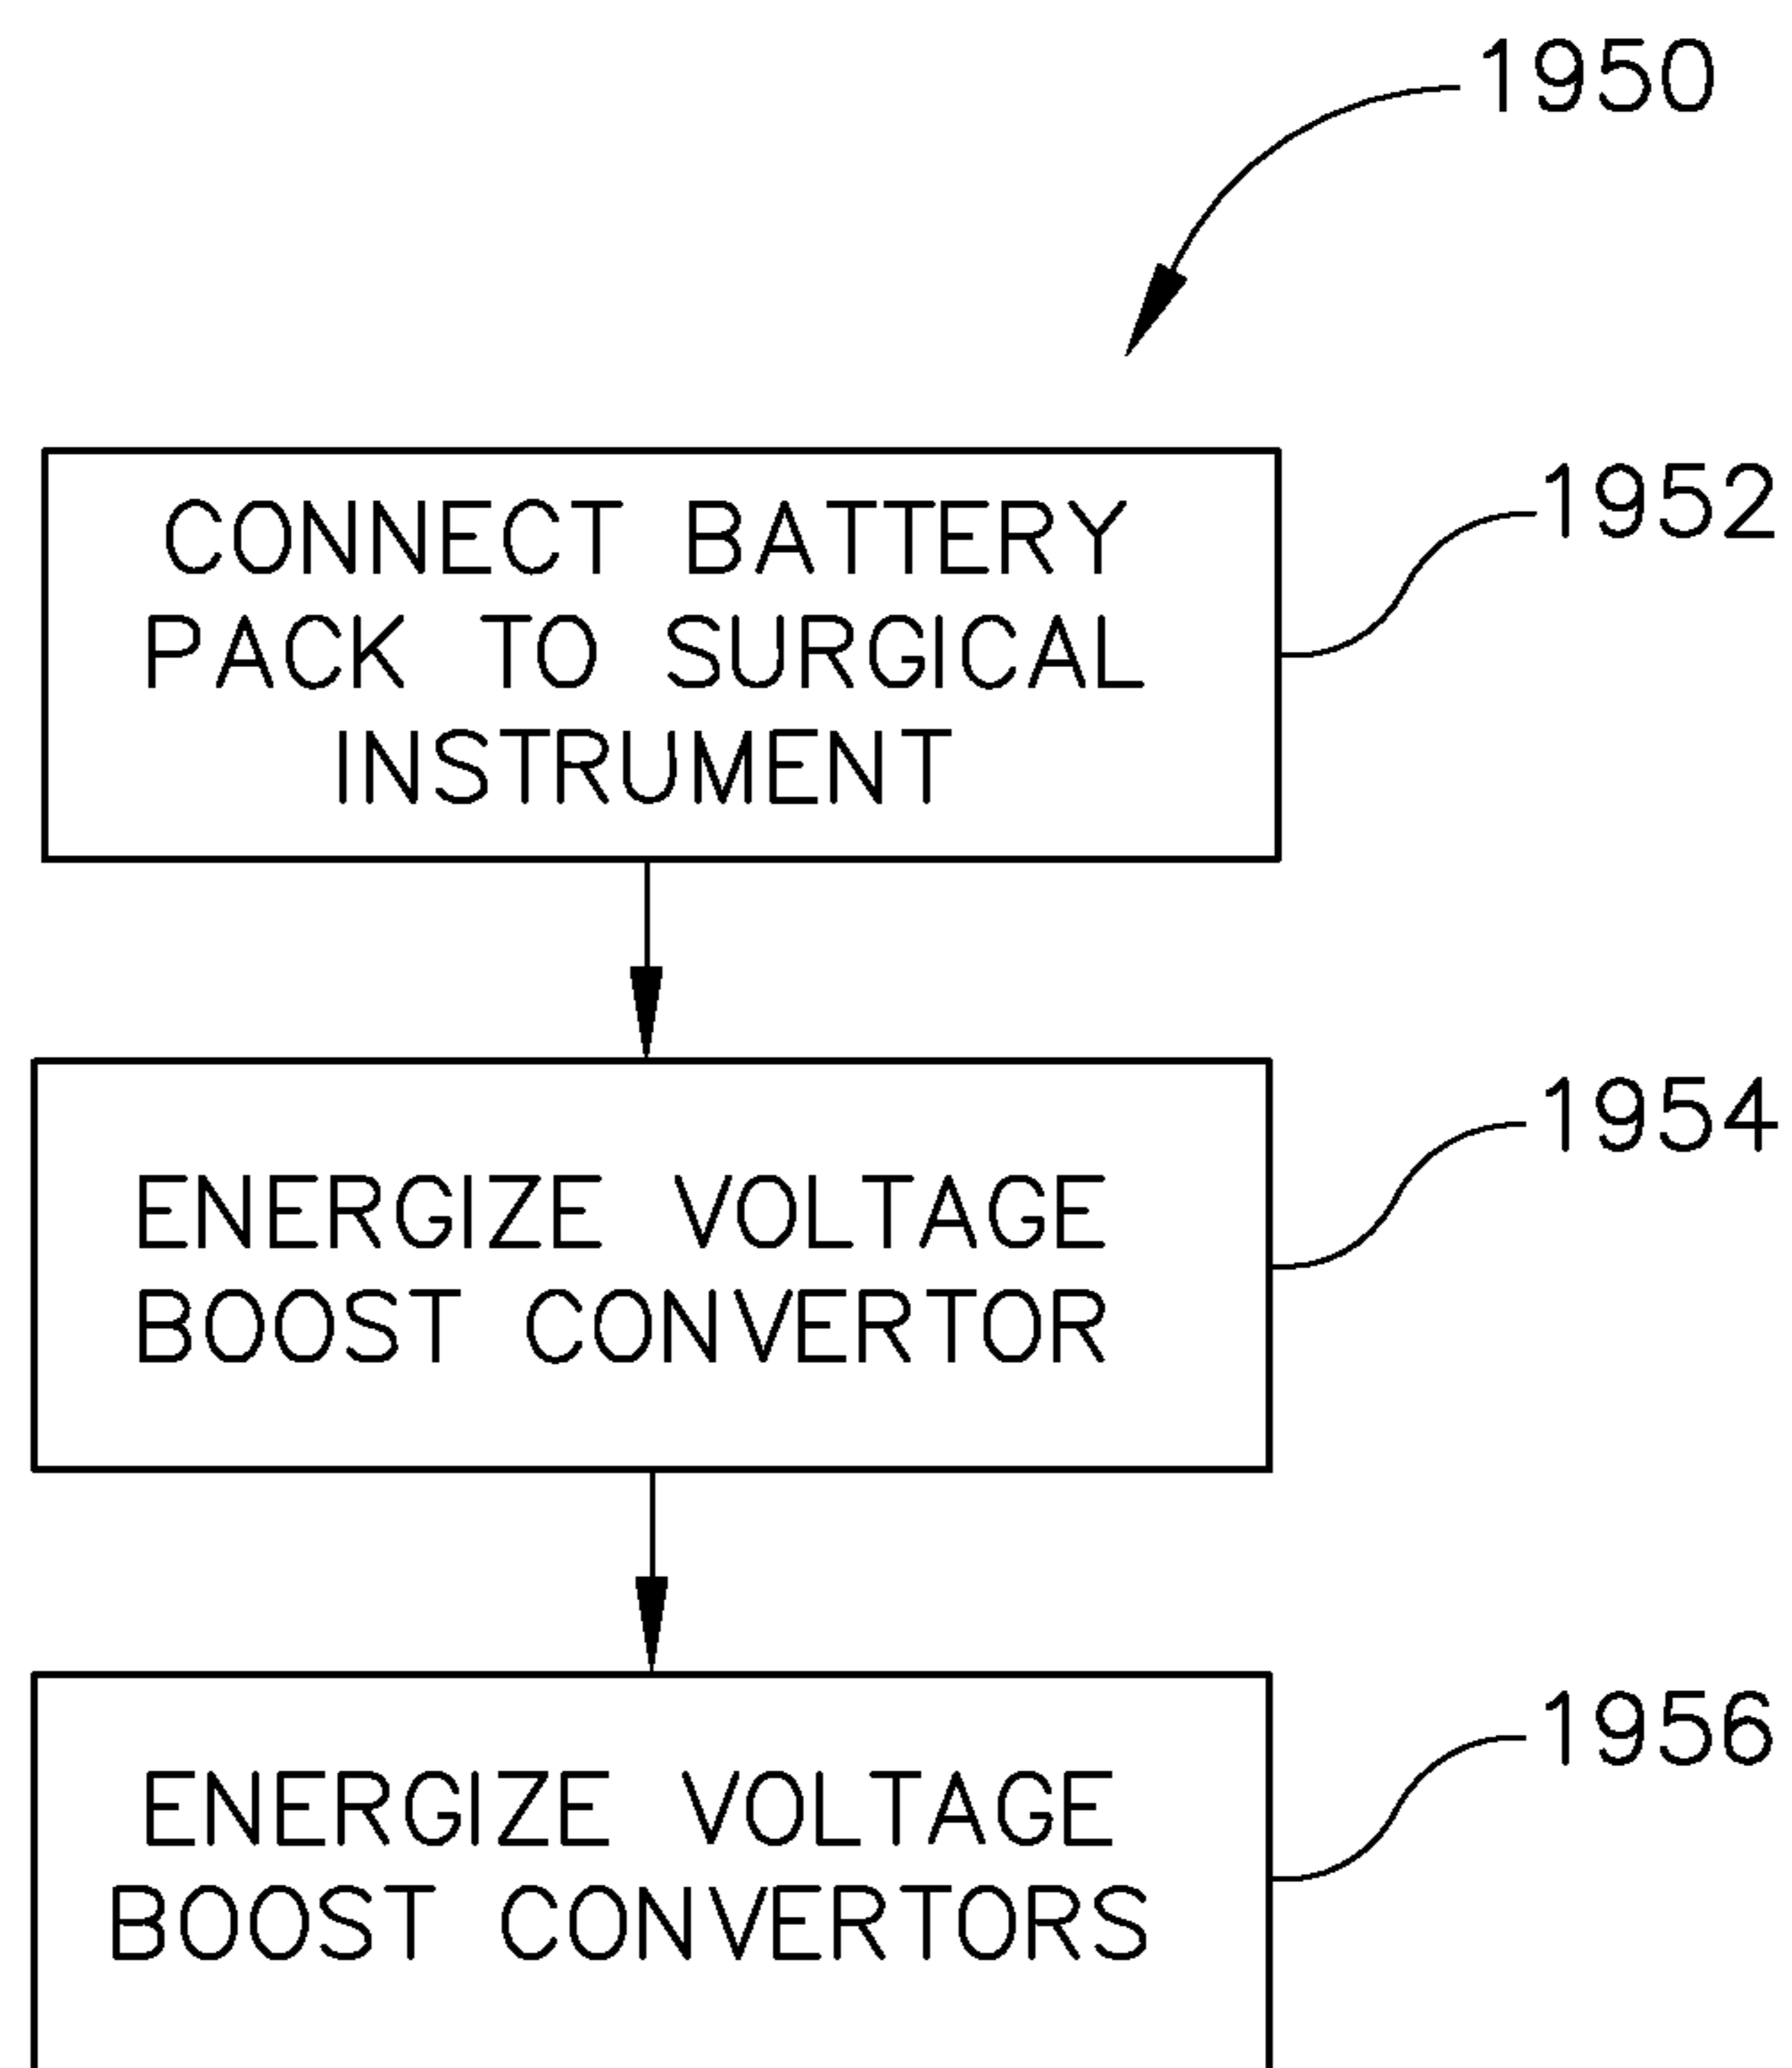 1950
CONNECT BATTERY
PACK TO SURGICAL
INSTRUMENT
1952
ENERGIZE VOLTAGE
BOOST CONVERTOR
1954
ENERGIZE VOLTAGE
BOOST CONVERTORS
1956